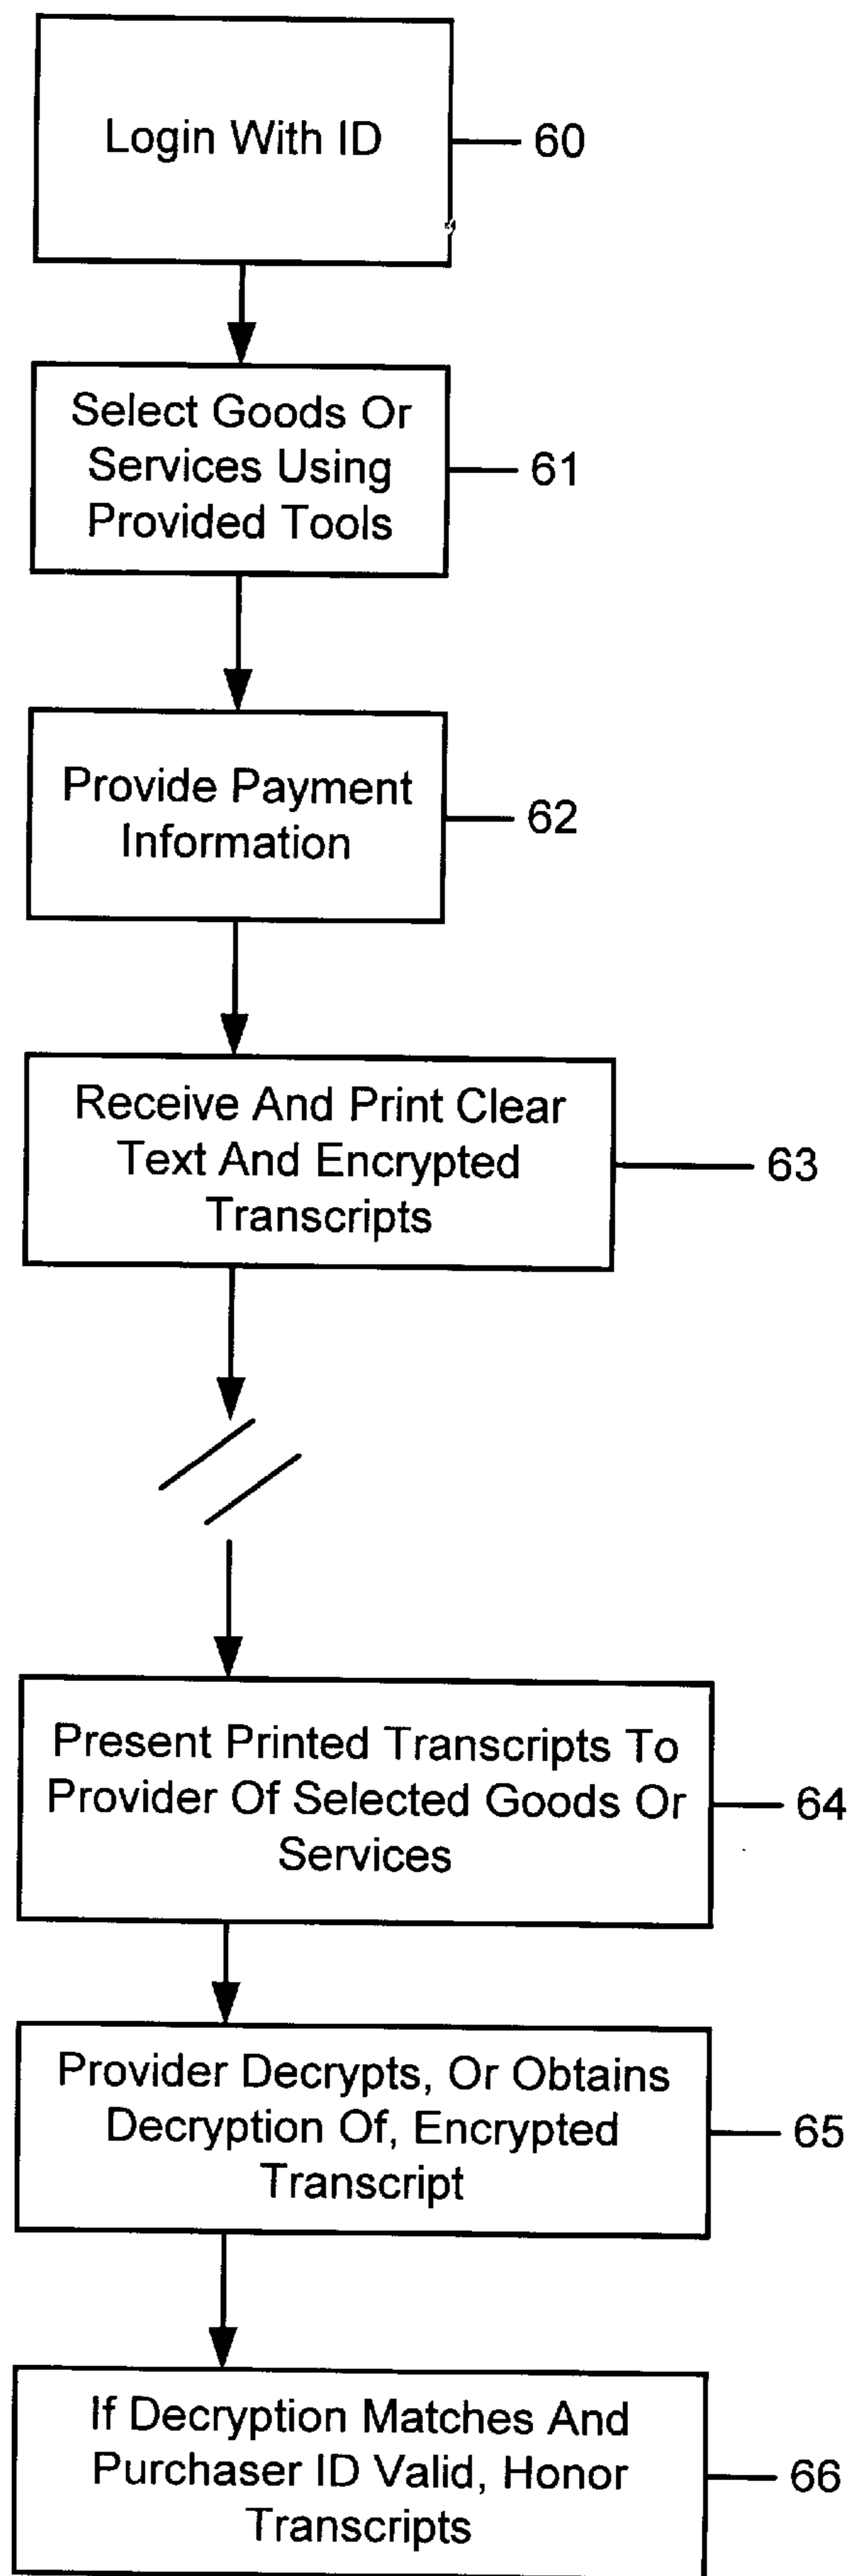 Login With ID
60
Select Goods Or
Services Using
Provided Tools
61
Provide Payment
Information
62
Receive And Print Clear
Text And Encrypted
Transcripts
63
Present Printed Transcripts To
Provider Of Selected Goods Or
Services
64
Provider Decrypts, Or Obtains
Decryption Of, Encrypted
Transcript
65
If Decryption Matches And
Purchaser ID Valid, Honor
Transcripts
66